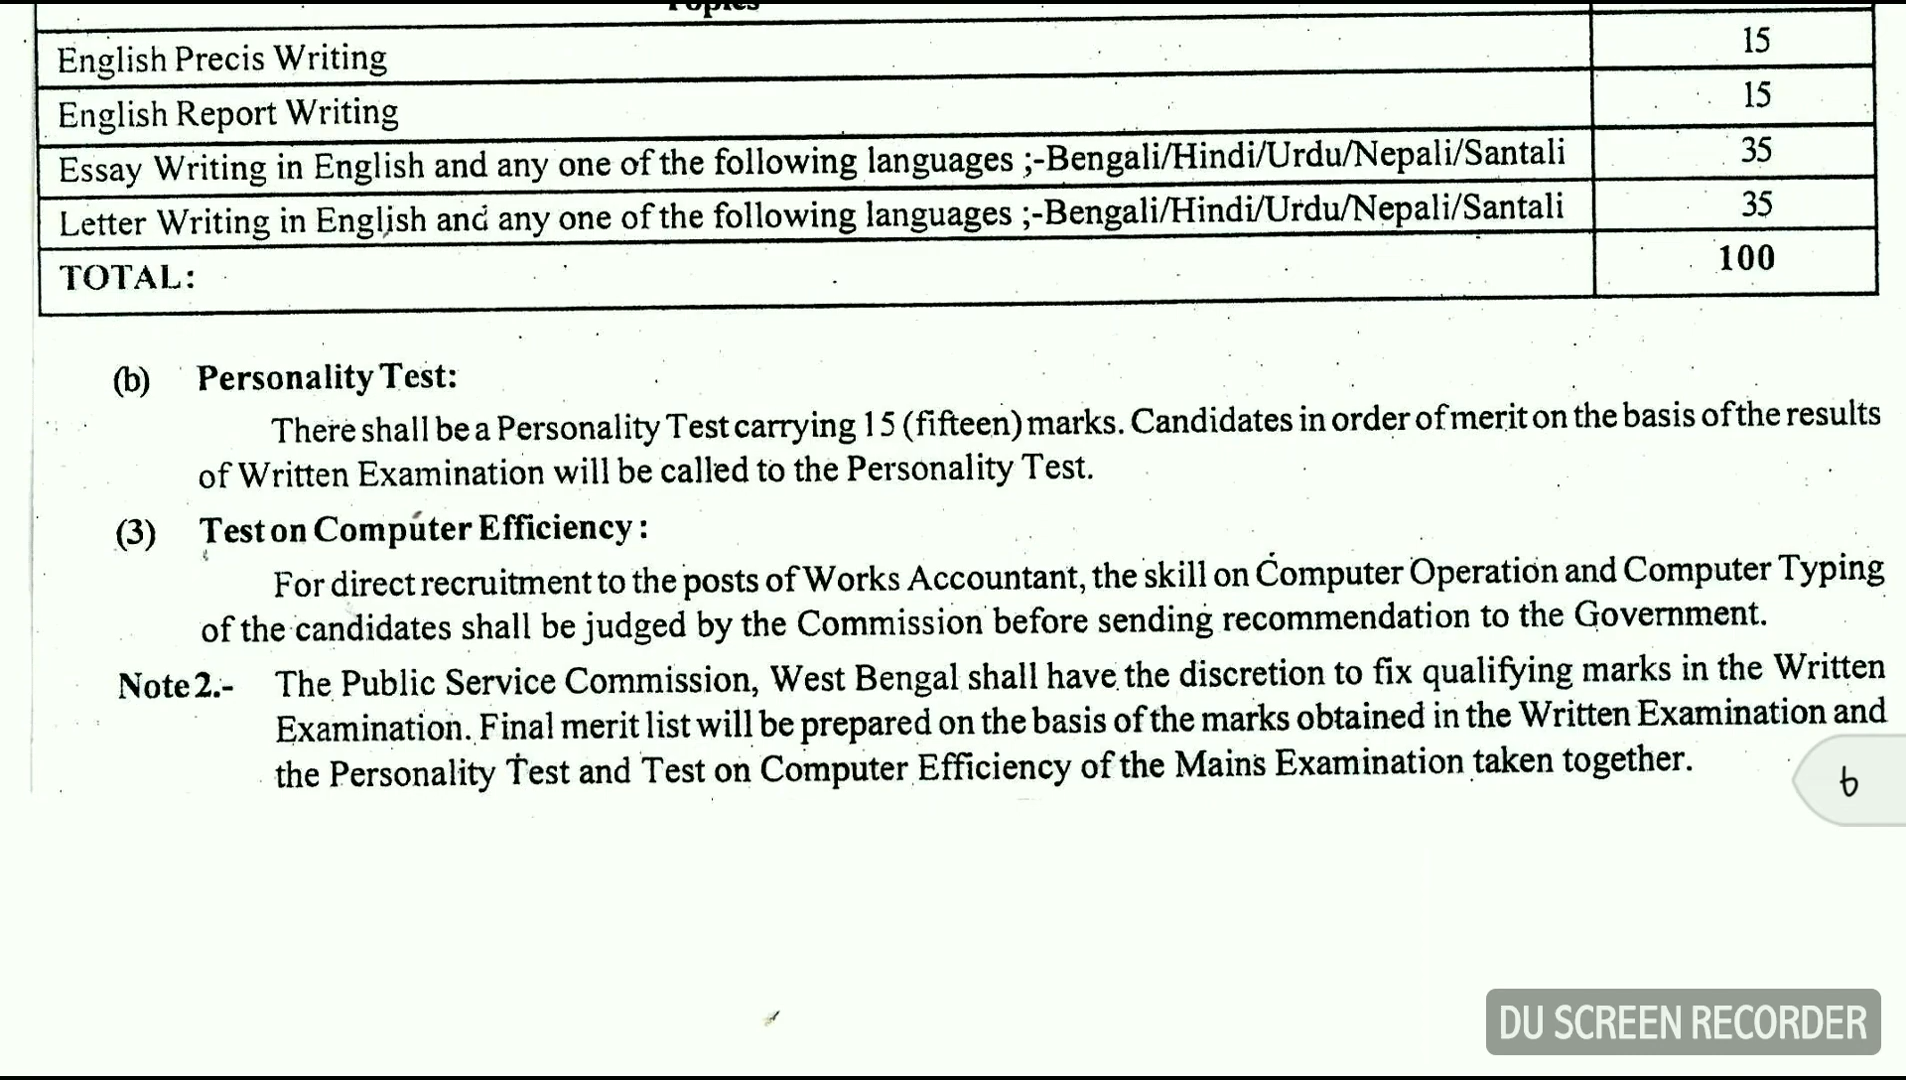 Topics
English Precis Writing 15
English Report Writing 15
Essay Writing in English and any one of the following languages ;-Bengali/Hindi/Urdu/Nepali/Santali 35
Letter Writing in English and any one of the following languages ;-Bengali/Hindi/Urdu/Nepali/Santali 35
TOTAL: 100
(b) Personality Test:
There shall be a Personality Test carrying 15 (fifteen) marks. Candidates in order of merit on the basis of the results
of Written Examination will be called to the Personality Test.
(3) Test on Computer Efficiency :
For direct recruitment to the posts of Works Accountant, the skill on Computer Operation and Computer Typing
of the candidates shall be judged by the Commission before sending recommendation to the Government.
Note 2.- The Public Service Commission, West Bengal shall have the discretion to fix qualifying marks in the Written
Examination. Final merit list will be prepared on the basis of the marks obtained in the Written Examination and
the Personality Test and Test on Computer Efficiency of the Mains Examination taken together.
6
DU SCREEN RECORDER